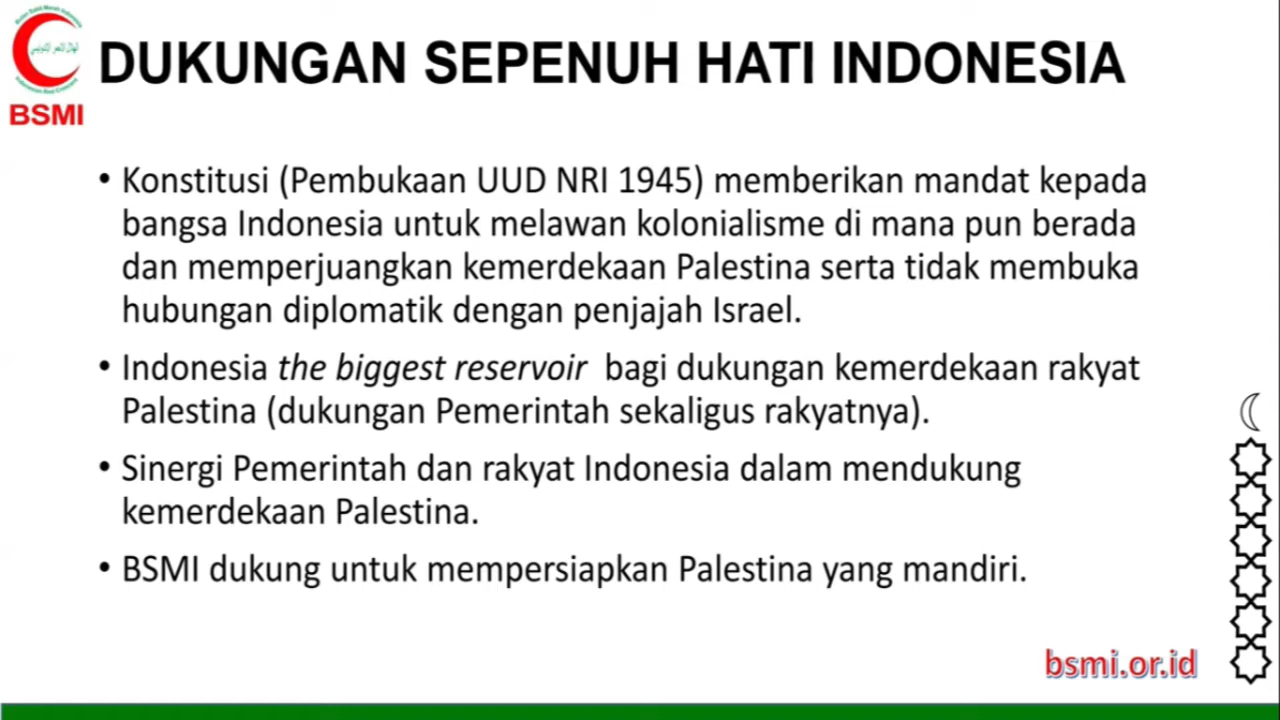 BSMI
DUKUNGAN SEPENUH HATI INDONESIA
• Konstitusi (Pembukaan UUD NRI 1945) memberikan mandat kepada
bangsa Indonesia untuk melawan kolonialisme di mana pun berada
dan memperjuangkan kemerdekaan Palestina serta tidak membuka
hubungan diplomatik dengan penjajah Israel.
• Indonesia the biggest reservoir bagi dukungan kemerdekaan rakyat
Palestina (dukungan Pemerintah sekaligus rakyatnya).
• Sinergi Pemerintah dan rakyat Indonesia dalam mendukung
kemerdekaan Palestina.
• BSMI dukung untuk mempersiapkan Palestina yang mandiri.
bsmi.or.id